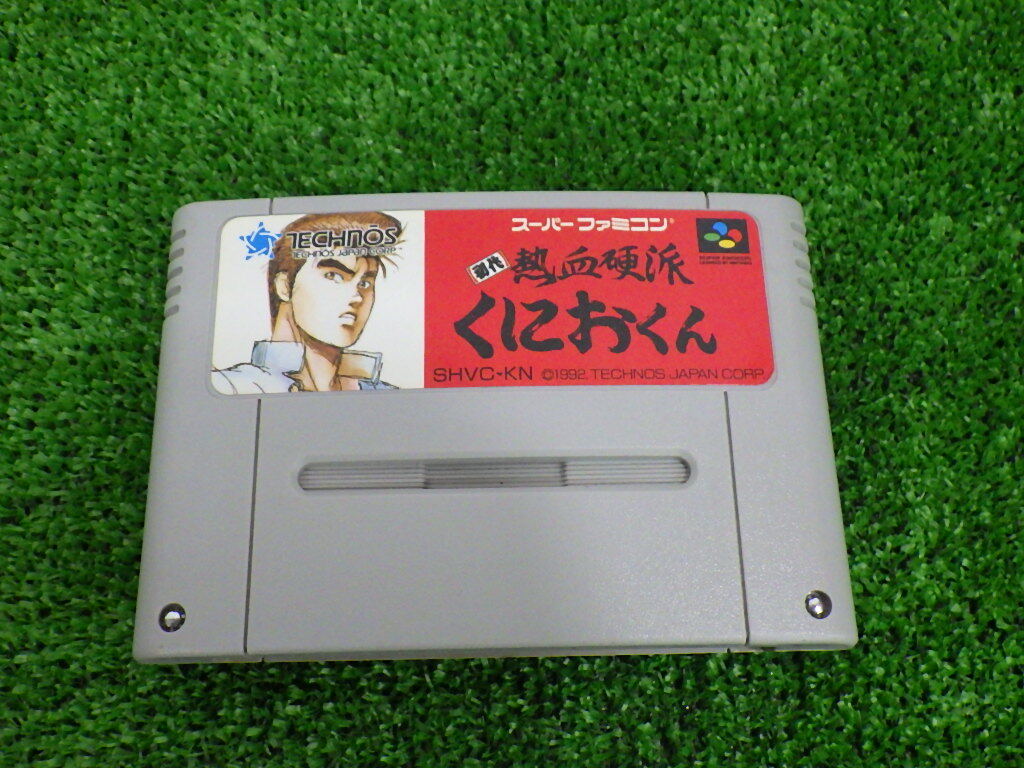 TECHNOS
TECHNOS JAPAN CORP.™
スーパーファミコン®
初代 熱血硬派
くにおくん
SHVC-KN ©1992, TECHNOS JAPAN CORP.